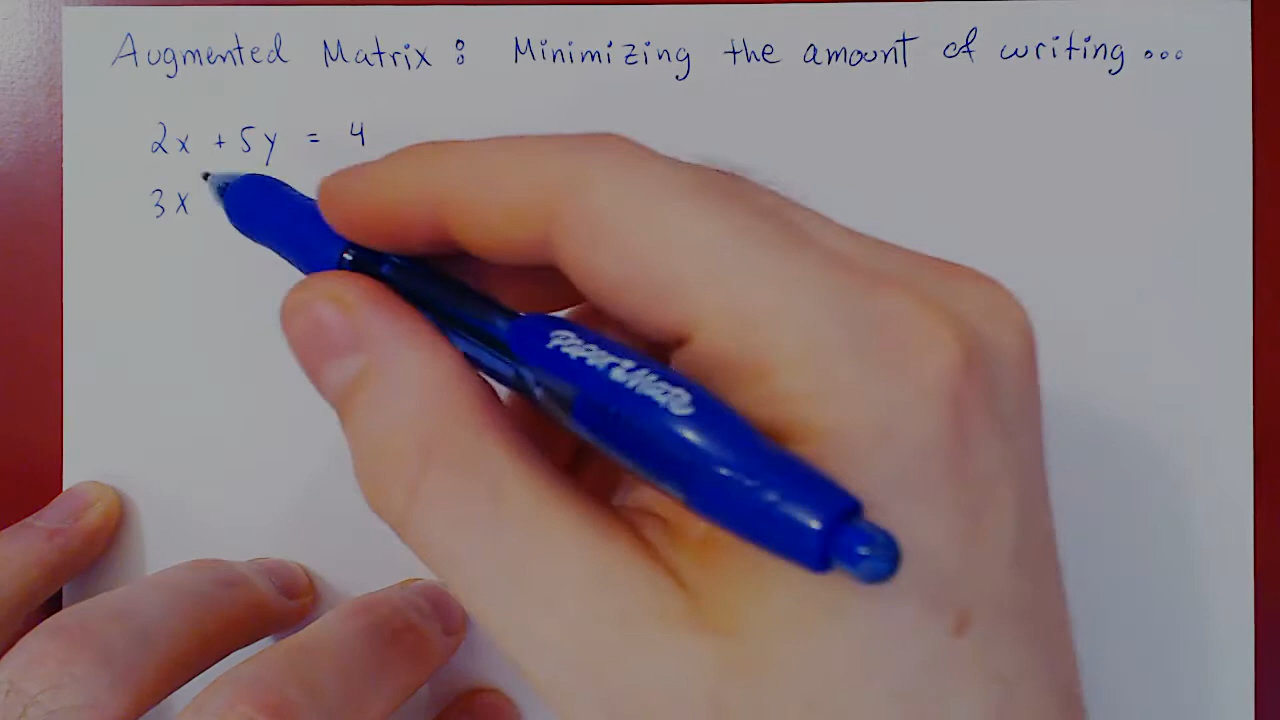 Augmented Matrix : Minimizing the amount of writing...
2x + 5y = 4
3x
PaperMate